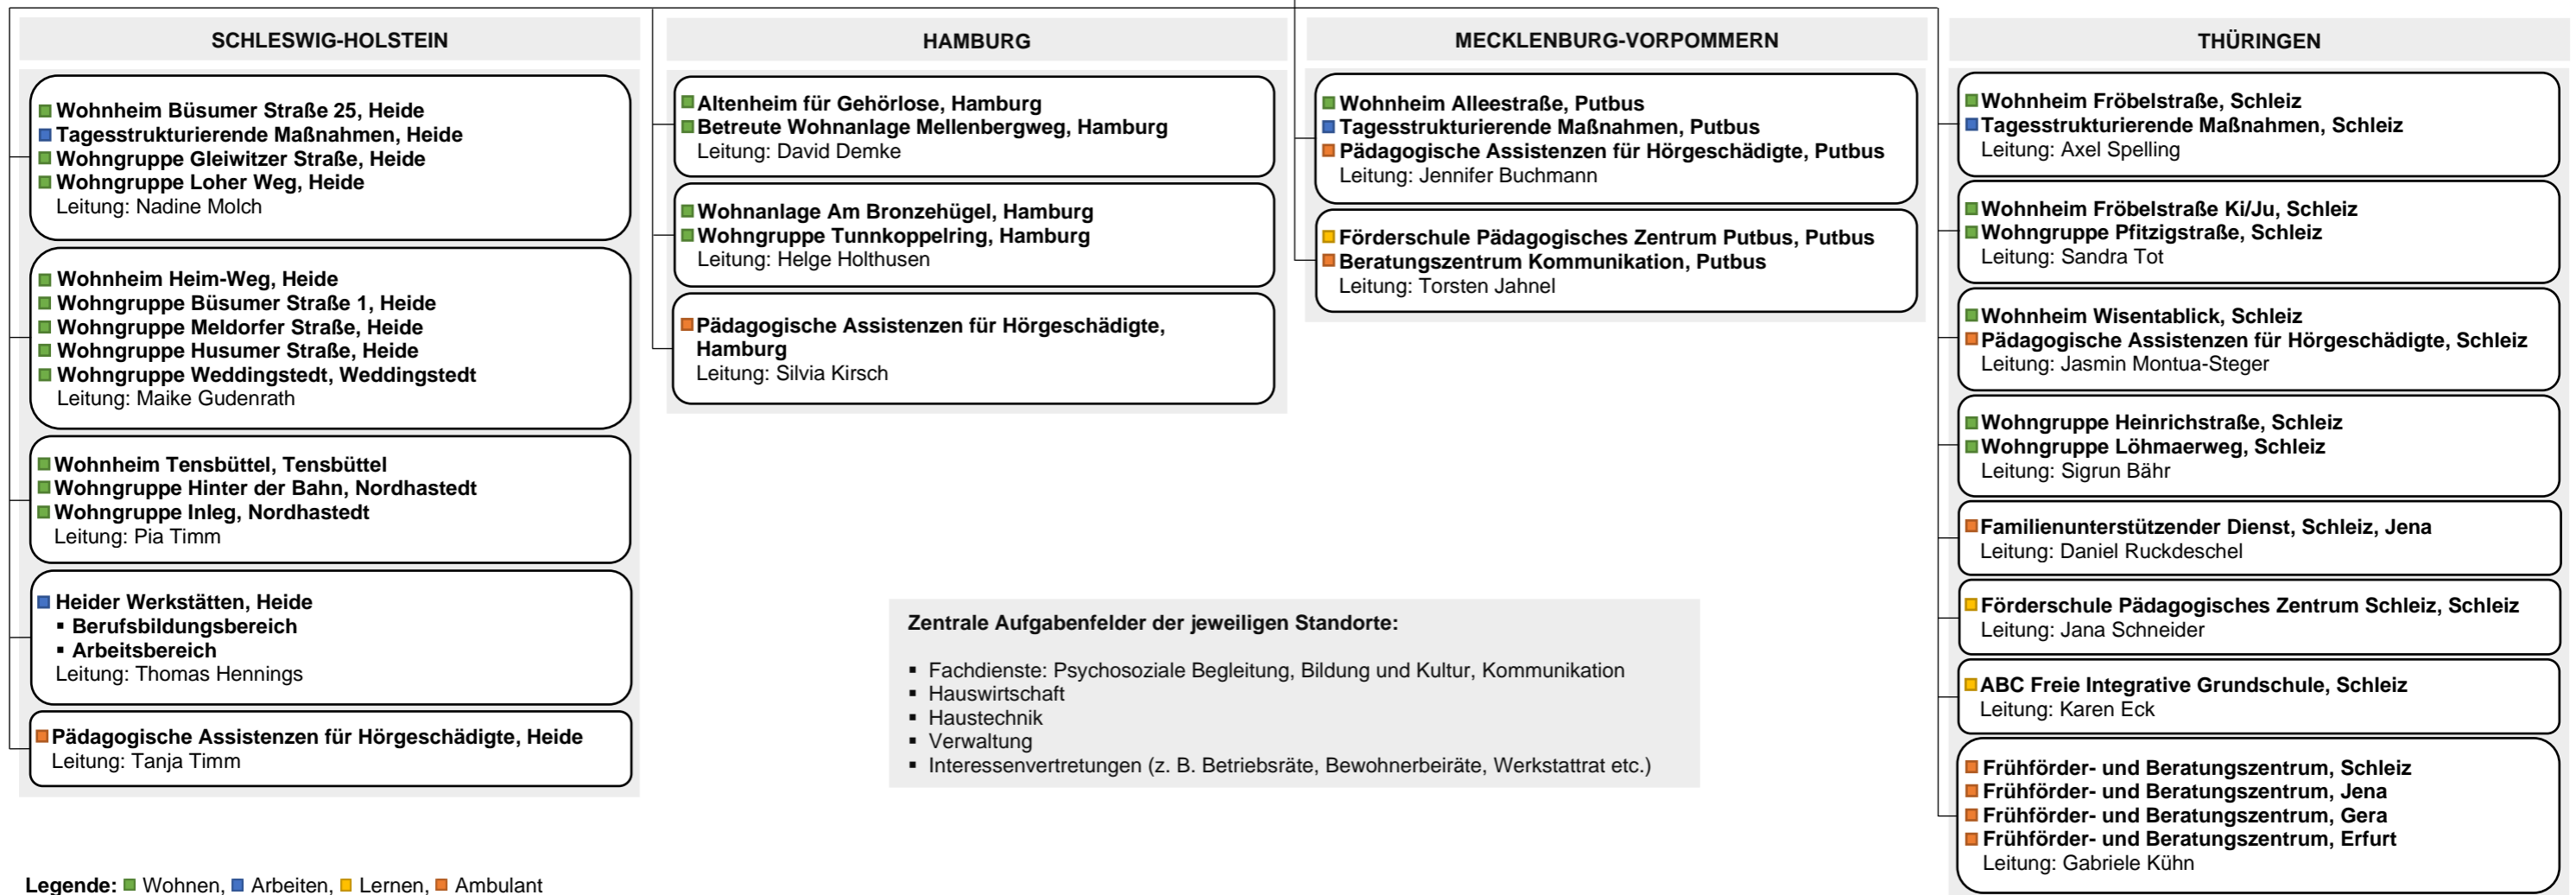 SCHLESWIG-HOLSTEIN
Wohnheim Büsumer Straße 25, Heide
Tagesstrukturierende Maßnahmen, Heide
Wohngruppe Gleiwitzer Straße, Heide
Wohngruppe Loher Weg, Heide
Leitung: Nadine Molch
Wohnheim Heim-Weg, Heide
Wohngruppe Büsumer Straße 1, Heide
Wohngruppe Meldorfer Straße, Heide
Wohngruppe Husumer Straße, Heide
Wohngruppe Weddingstedt, Weddingstedt
Leitung: Maike Gudenrath
Wohnheim Tensbüttel, Tensbüttel
Wohngruppe Hinter der Bahn, Nordhastedt
Wohngruppe Inleg, Nordhastedt
Leitung: Pia Timm
Heider Werkstätten, Heide
▪ Berufsbildungsbereich
▪ Arbeitsbereich
Leitung: Thomas Hennings
Pädagogische Assistenzen für Hörgeschädigte, Heide
Leitung: Tanja Timm
HAMBURG
Altenheim für Gehörlose, Hamburg
Betreute Wohnanlage Mellenbergweg, Hamburg
Leitung: David Demke
Wohnanlage Am Bronzehügel, Hamburg
Wohngruppe Tunnkoppelring, Hamburg
Leitung: Helge Holthusen
Pädagogische Assistenzen für Hörgeschädigte,
Hamburg
Leitung: Silvia Kirsch
MECKLENBURG-VORPOMMERN
Wohnheim Alleestraße, Putbus
Tagesstrukturierende Maßnahmen, Putbus
Pädagogische Assistenzen für Hörgeschädigte, Putbus
Leitung: Jennifer Buchmann
Förderschule Pädagogisches Zentrum Putbus, Putbus
Beratungszentrum Kommunikation, Putbus
Leitung: Torsten Jahnel
THÜRINGEN
Wohnheim Fröbelstraße, Schleiz
Tagesstrukturierende Maßnahmen, Schleiz
Leitung: Axel Spelling
Wohnheim Fröbelstraße Ki/Ju, Schleiz
Wohngruppe Pfitzigstraße, Schleiz
Leitung: Sandra Tot
Wohnheim Wisentablick, Schleiz
Pädagogische Assistenzen für Hörgeschädigte, Schleiz
Leitung: Jasmin Montua-Steger
Wohngruppe Heinrichstraße, Schleiz
Wohngruppe Löhmaerweg, Schleiz
Leitung: Sigrun Bähr
Familienunterstützender Dienst, Schleiz, Jena
Leitung: Daniel Ruckdeschel
Förderschule Pädagogisches Zentrum Schleiz, Schleiz
Leitung: Jana Schneider
ABC Freie Integrative Grundschule, Schleiz
Leitung: Karen Eck
Frühförder- und Beratungszentrum, Schleiz
Frühförder- und Beratungszentrum, Jena
Frühförder- und Beratungszentrum, Gera
Frühförder- und Beratungszentrum, Erfurt
Leitung: Gabriele Kühn
Zentrale Aufgabenfelder der jeweiligen Standorte:
▪ Fachdienste: Psychosoziale Begleitung, Bildung und Kultur, Kommunikation
▪ Hauswirtschaft
▪ Haustechnik
▪ Verwaltung
▪ Interessenvertretungen (z. B. Betriebsräte, Bewohnerbeiräte, Werkstattrat etc.)
Legende: Wohnen, Arbeiten, Lernen, Ambulant